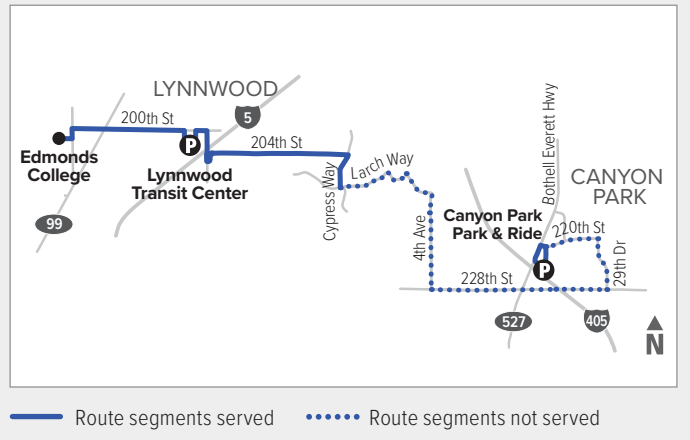 LYNNWOOD
5
200th St
P
204th St
Edmonds
College
Lynnwood
Transit Center
99
Cypress Way
Larch Way
4th Ave
Bothell Everett Hwy
CANYON
PARK
Canyon Park
Park & Ride
220th St
P
29th Dr
228th St
527
405
N
Route segments served
Route segments not served